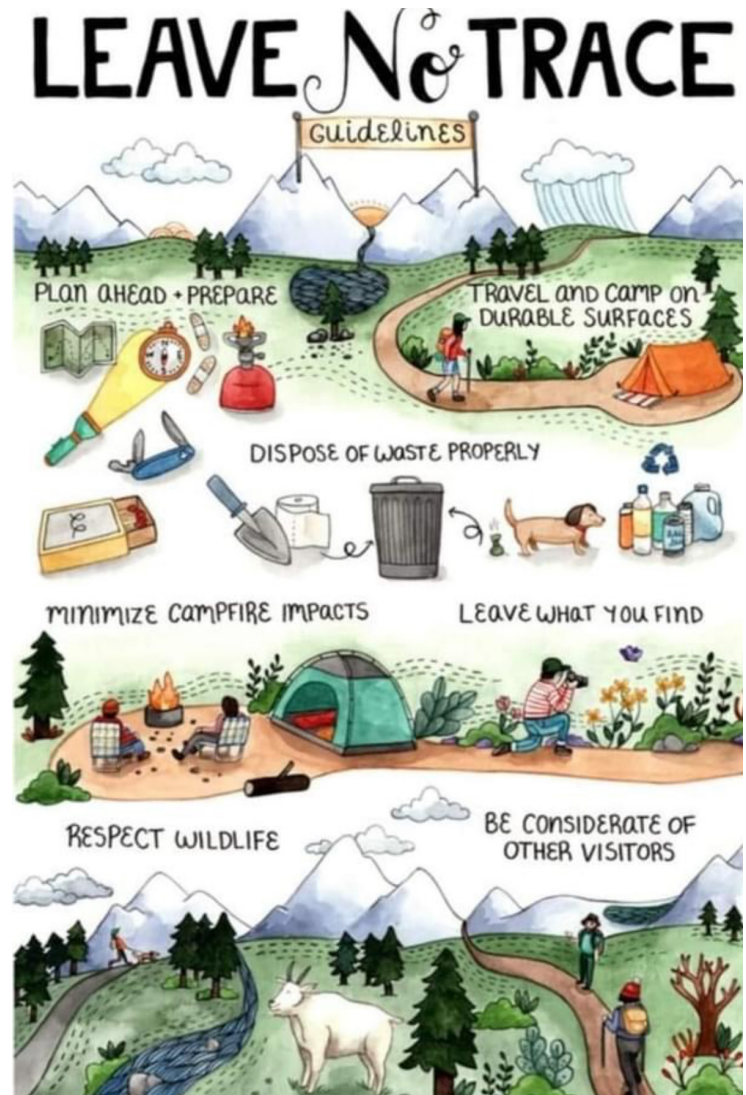 LEAVE No TRACE
GuidElinES
PLan aHEaD + PREPaRE
TRavEL anD CamP on
DURaBLE SURFaCES
DISPOSE OF WaSTE PROPERLY
mInImIZE CamPFIRE ImPaCTS
LEavE WHaT YOU FInD
RESPECT WILDLIFE
BE COnSIDERaTE OF
OTHER VISITORS